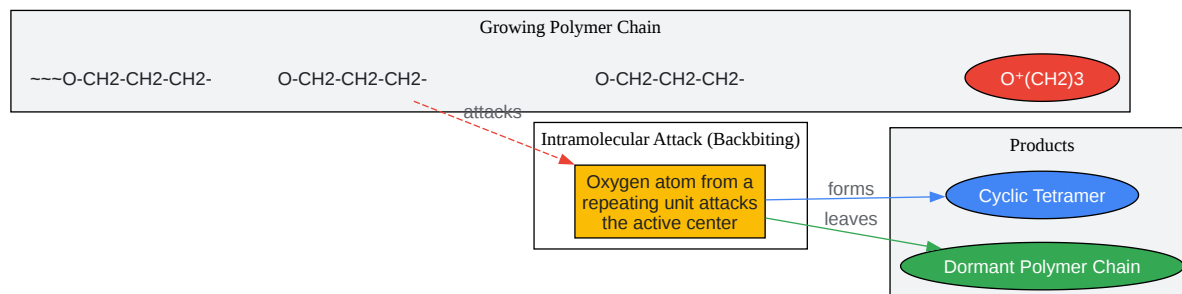 Growing Polymer Chain
~~~O-CH2-CH2-CH2-
O-CH2-CH2-CH2-
O-CH2-CH2-CH2-
O⁺(CH2)3
attacks
Intramolecular Attack (Backbiting)
Oxygen atom from a
repeating unit attacks
the active center
forms
leaves
Products
Cyclic Tetramer
Dormant Polymer Chain